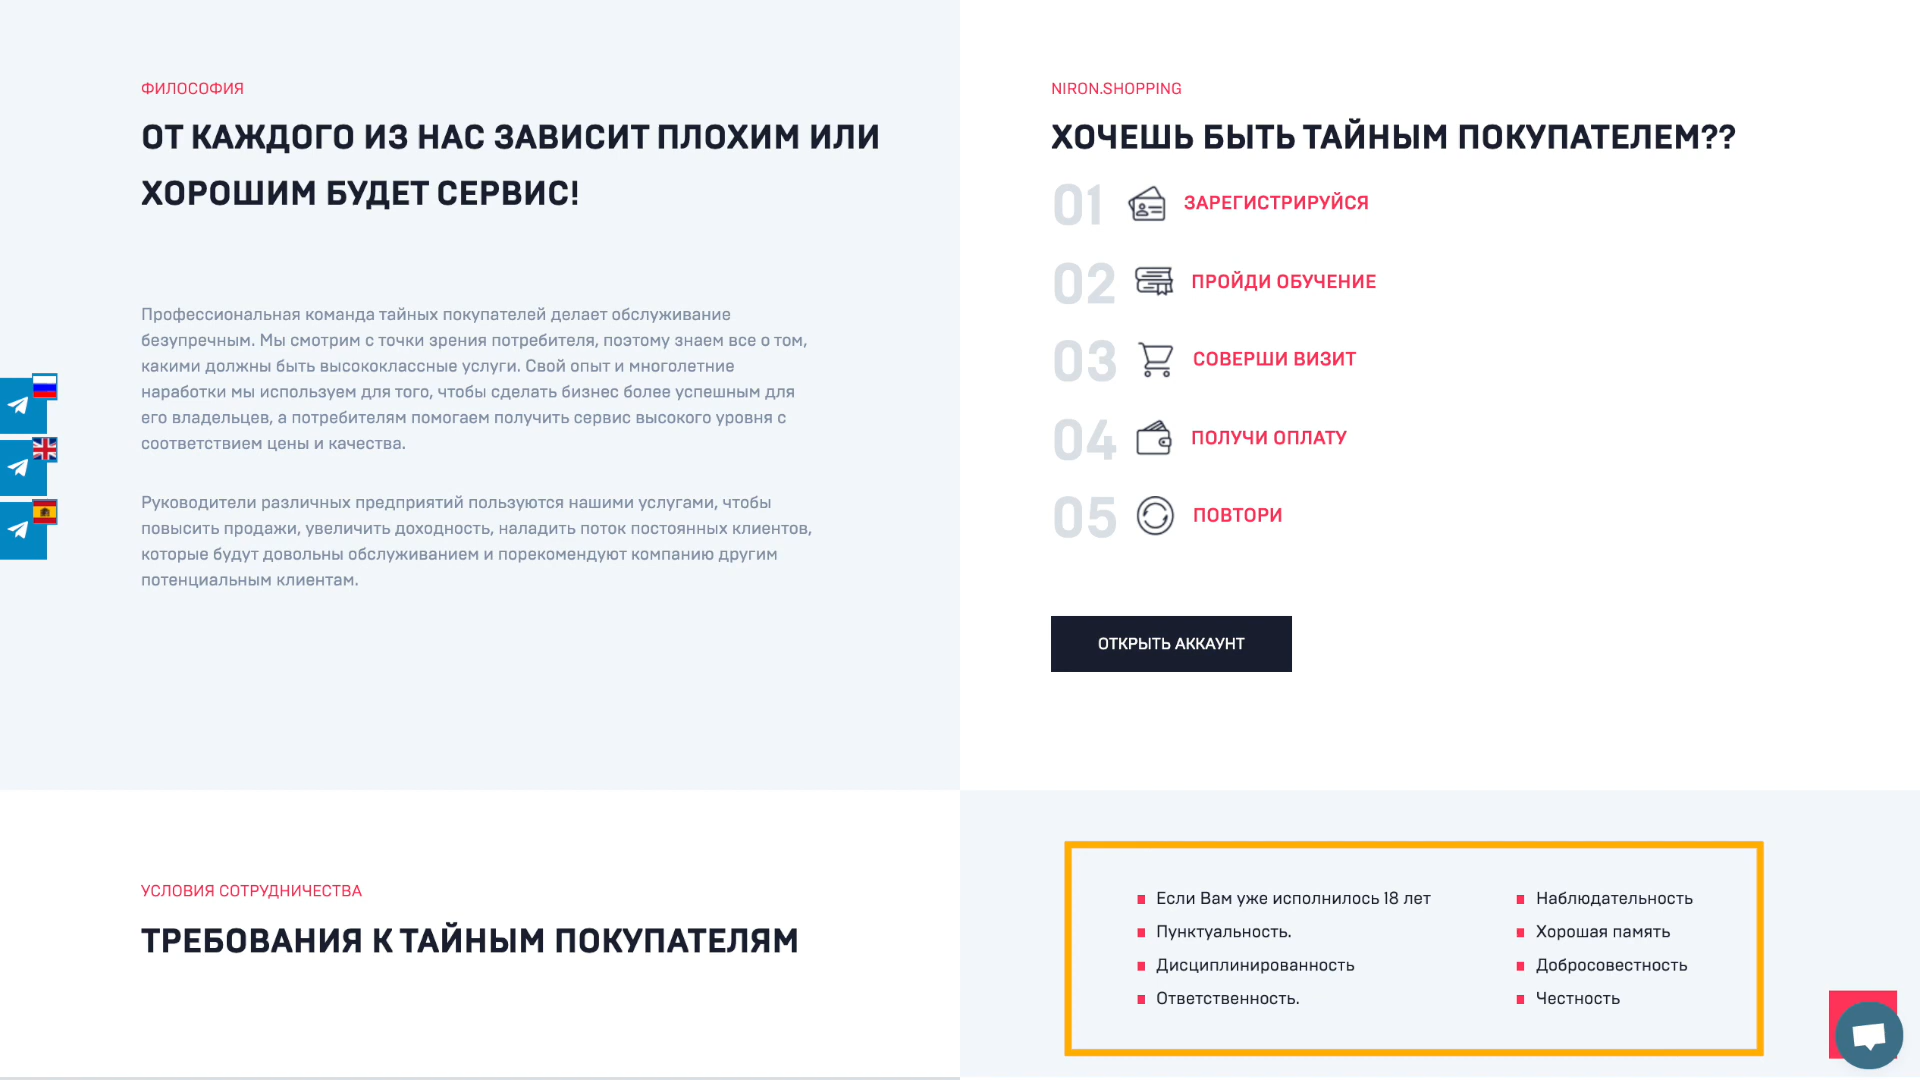 ФИЛОСОФИЯ
ОТ КАЖДОГО ИЗ НАС ЗАВИСИТ ПЛОХИМ ИЛИ
ХОРОШИМ БУДЕТ СЕРВИС!
Профессиональная команда тайных покупателей делает обслуживание
безупречным. Мы смотрим с точки зрения потребителя, поэтому знаем все о том,
какими должны быть высококлассные услуги. Свой опыт и многолетние
наработки мы используем для того, чтобы сделать бизнес более успешным для
его владельцев, а потребителям помогаем получить сервис высокого уровня с
соответствием цены и качества.
Руководители различных предприятий пользуются нашими услугами, чтобы
повысить продажи, увеличить доходность, наладить поток постоянных клиентов,
которые будут довольны обслуживанием и порекомендуют компанию другим
потенциальным клиентам.
NIRON.SHOPPING
ХОЧЕШЬ БЫТЬ ТАЙНЫМ ПОКУПАТЕЛЕМ??
01 ЗАРЕГИСТРИРУЙСЯ
02 ПРОЙДИ ОБУЧЕНИЕ
03 СОВЕРШИ ВИЗИТ
04 ПОЛУЧИ ОПЛАТУ
05 ПОВТОРИ
ОТКРЫТЬ АККАУНТ
УСЛОВИЯ СОТРУДНИЧЕСТВА
ТРЕБОВАНИЯ К ТАЙНЫМ ПОКУПАТЕЛЯМ
Если Вам уже исполнилось 18 лет
Пунктуальность.
Дисциплинированность
Ответственность.
Наблюдательность
Хорошая память
Добросовестность
Честность